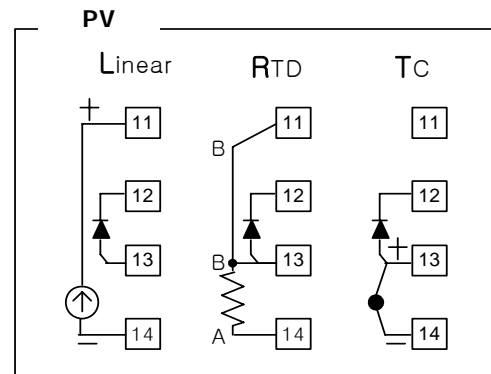 PV
Linear RTD TC
+ 11 B 11 11
12 12 12
13 B 13 + 13
− 14 A 14 − 14